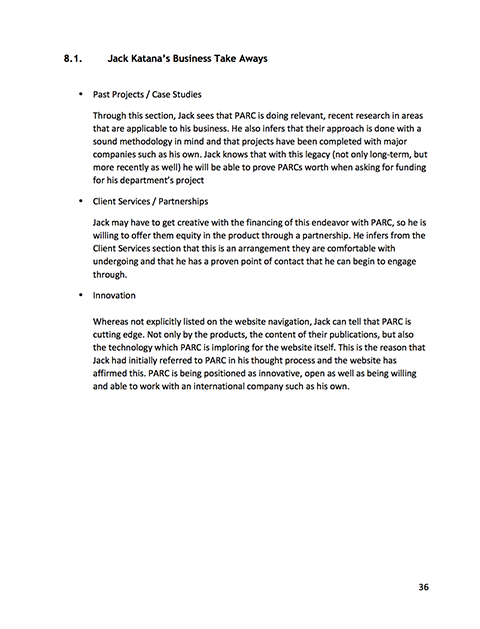 8.1. Jack Katana's Business Take Aways
• Past Projects / Case Studies
Through this section, Jack sees that PARC is doing relevant, recent research in areas
that are applicable to his business. He also infers that their approach is done with a
sound methodology in mind and that projects have been completed with major
companies such as his own. Jack knows that with this legacy (not only long-term, but
more recently as well) he will be able to prove PARCs worth when asking for funding
for his department's project
• Client Services / Partnerships
Jack may have to get creative with the financing of this endeavor with PARC, so he is
willing to offer them equity in the product through a partnership. He infers from the
Client Services section that this is an arrangement they are comfortable with
undergoing and that he has a proven point of contact that he can begin to engage
through.
• Innovation
Whereas not explicitly listed on the website navigation, Jack can tell that PARC is
cutting edge. Not only by the products, the content of their publications, but also
the technology which PARC is imploring for the website itself. This is the reason that
Jack had initially referred to PARC in his thought process and the website has
affirmed this. PARC is being positioned as innovative, open as well as being willing
and able to work with an international company such as his own.
36